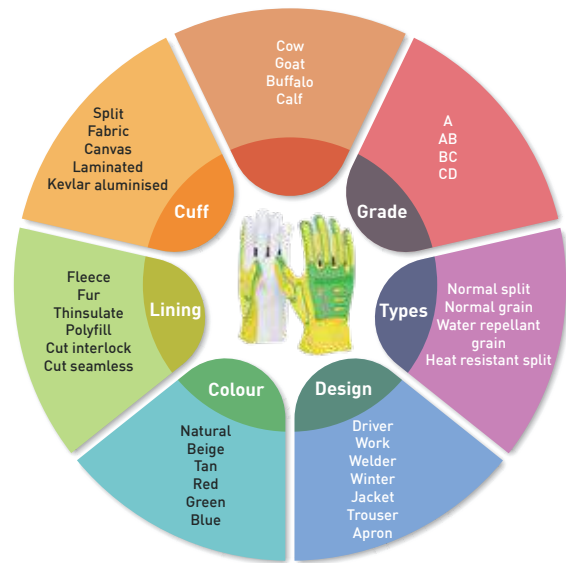 Cow
Goat
Buffalo
Calf
A
AB
BC
CD
Grade
Normal split
Normal grain
Water repellant
grain
Heat resistant split
Types
Design
Driver
Work
Welder
Winter
Jacket
Trouser
Apron
Colour
Natural
Beige
Tan
Red
Green
Blue
Lining
Fleece
Fur
Thinsulate
Polyfill
Cut interlock
Cut seamless
Cuff
Split
Fabric
Canvas
Laminated
Kevlar aluminised